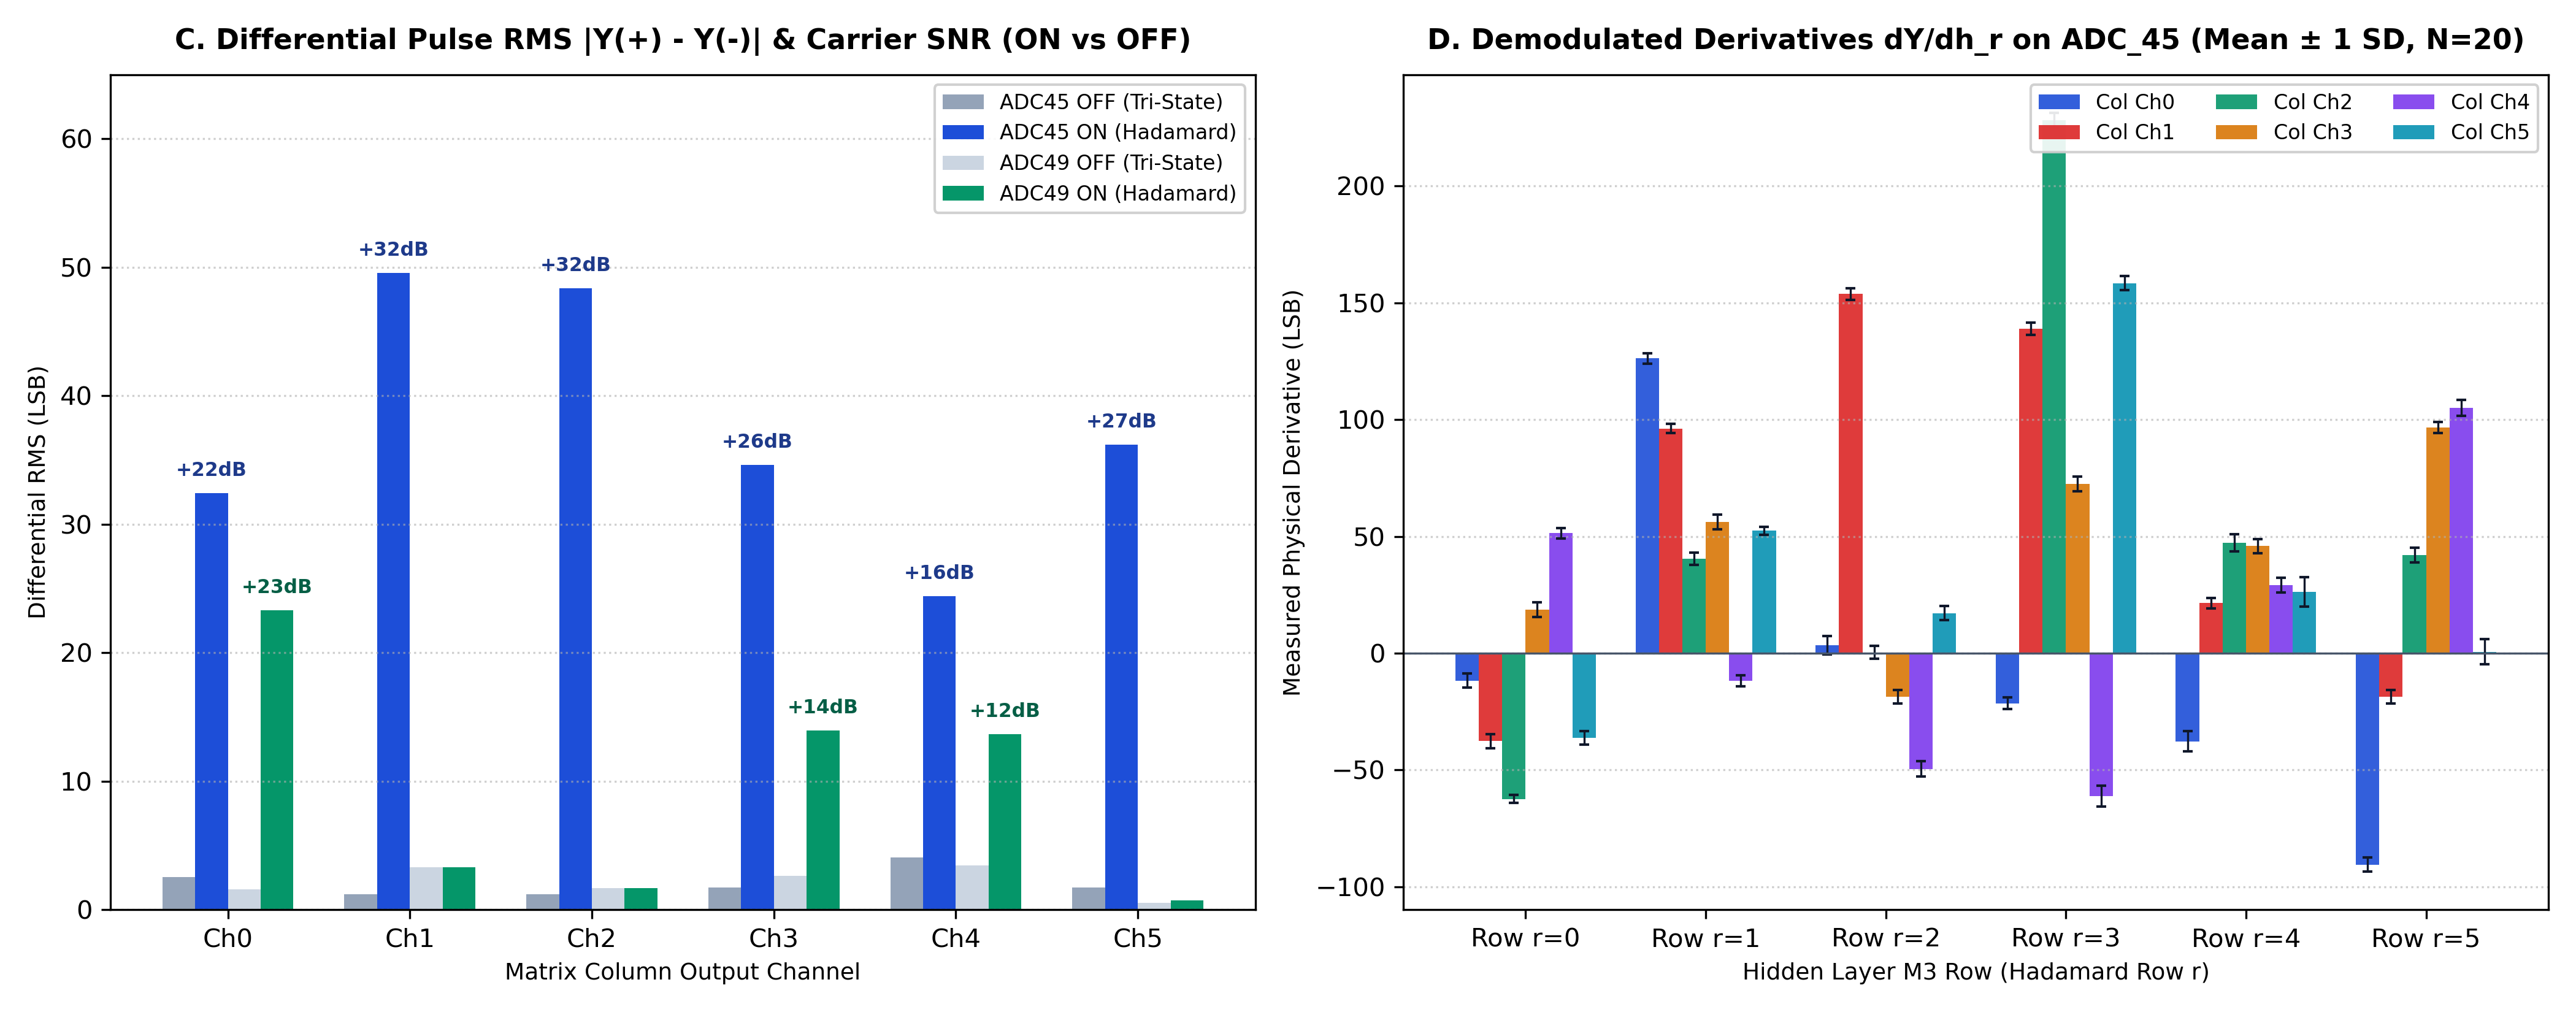 C. Differential Pulse RMS |Y(+) - Y(-)| & Carrier SNR (ON vs OFF)
Differential RMS (LSB)
60
50
40
30
20
10
0
ADC45 OFF (Tri-State)
ADC45 ON (Hadamard)
ADC49 OFF (Tri-State)
ADC49 ON (Hadamard)
+22dB
+23dB
+32dB
+32dB
+26dB
+14dB
+16dB
+12dB
+27dB
Ch0 Ch1 Ch2 Ch3 Ch4 Ch5
Matrix Column Output Channel
D. Demodulated Derivatives dY/dh_r on ADC_45 (Mean ± 1 SD, N=20)
Measured Physical Derivative (LSB)
200
150
100
50
0
−50
−100
Col Ch0 Col Ch2 Col Ch4
Col Ch1 Col Ch3 Col Ch5
Row r=0 Row r=1 Row r=2 Row r=3 Row r=4 Row r=5
Hidden Layer M3 Row (Hadamard Row r)